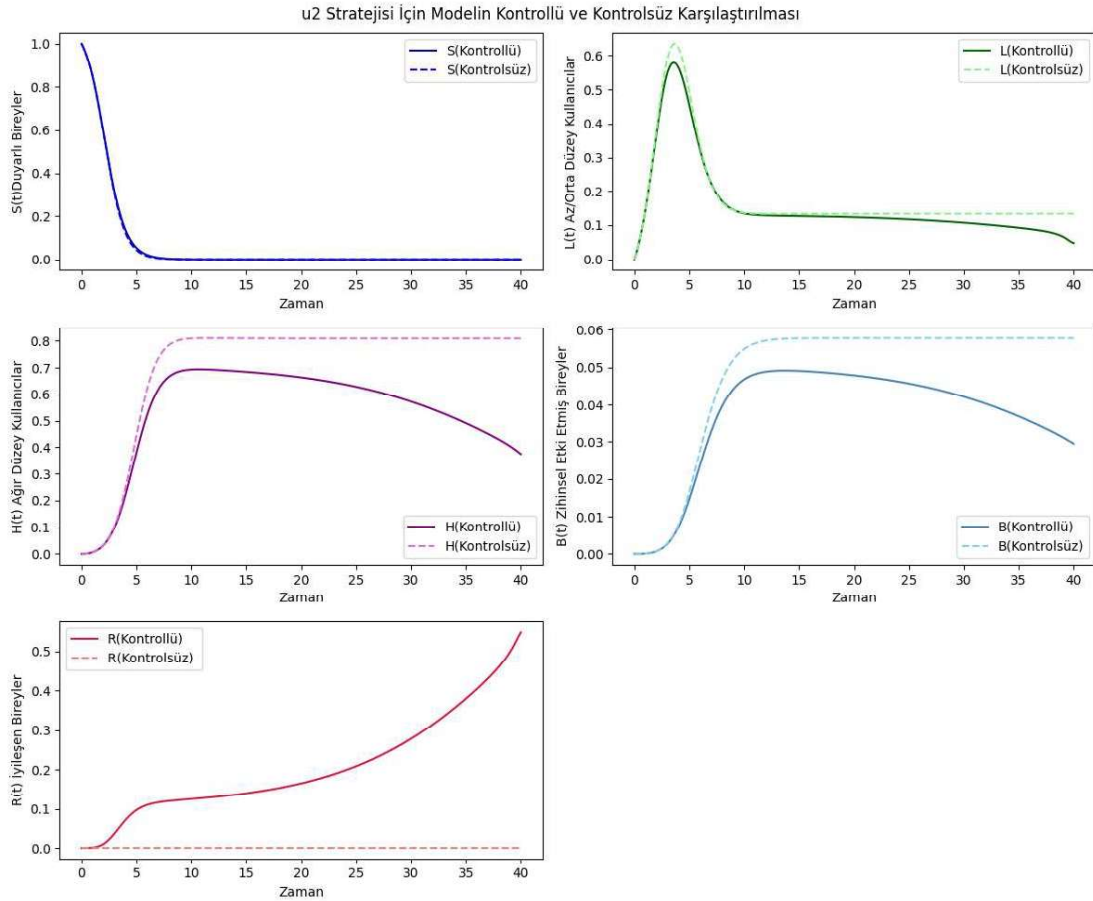 u2 Stratejisi İçin Modelin Kontrollü ve Kontrolsüz Karşılaştırılması
S(t)Duyarlı Bireyler
1.0
0.8
0.6
0.4
0.2
0.0
S(Kontrollü)
S(Kontrolsüz)
0 5 10 15 20 25 30 35 40
Zaman
L(t) Az/Orta Düzey Kullanıcılar
0.6
0.5
0.4
0.3
0.2
0.1
0.0
L(Kontrollü)
L(Kontrolsüz)
0 5 10 15 20 25 30 35 40
Zaman
H(t) Ağır Düzey Kullanıcılar
0.8
0.7
0.6
0.5
0.4
0.3
0.2
0.1
0.0
H(Kontrollü)
H(Kontrolsüz)
0 5 10 15 20 25 30 35 40
Zaman
B(t) Zihinsel Etki Etmiş Bireyler
0.06
0.05
0.04
0.03
0.02
0.01
0.00
B(Kontrollü)
B(Kontrolsüz)
0 5 10 15 20 25 30 35 40
Zaman
R(t) İyileşen Bireyler
0.5
0.4
0.3
0.2
0.1
0.0
R(Kontrollü)
R(Kontrolsüz)
0 5 10 15 20 25 30 35 40
Zaman